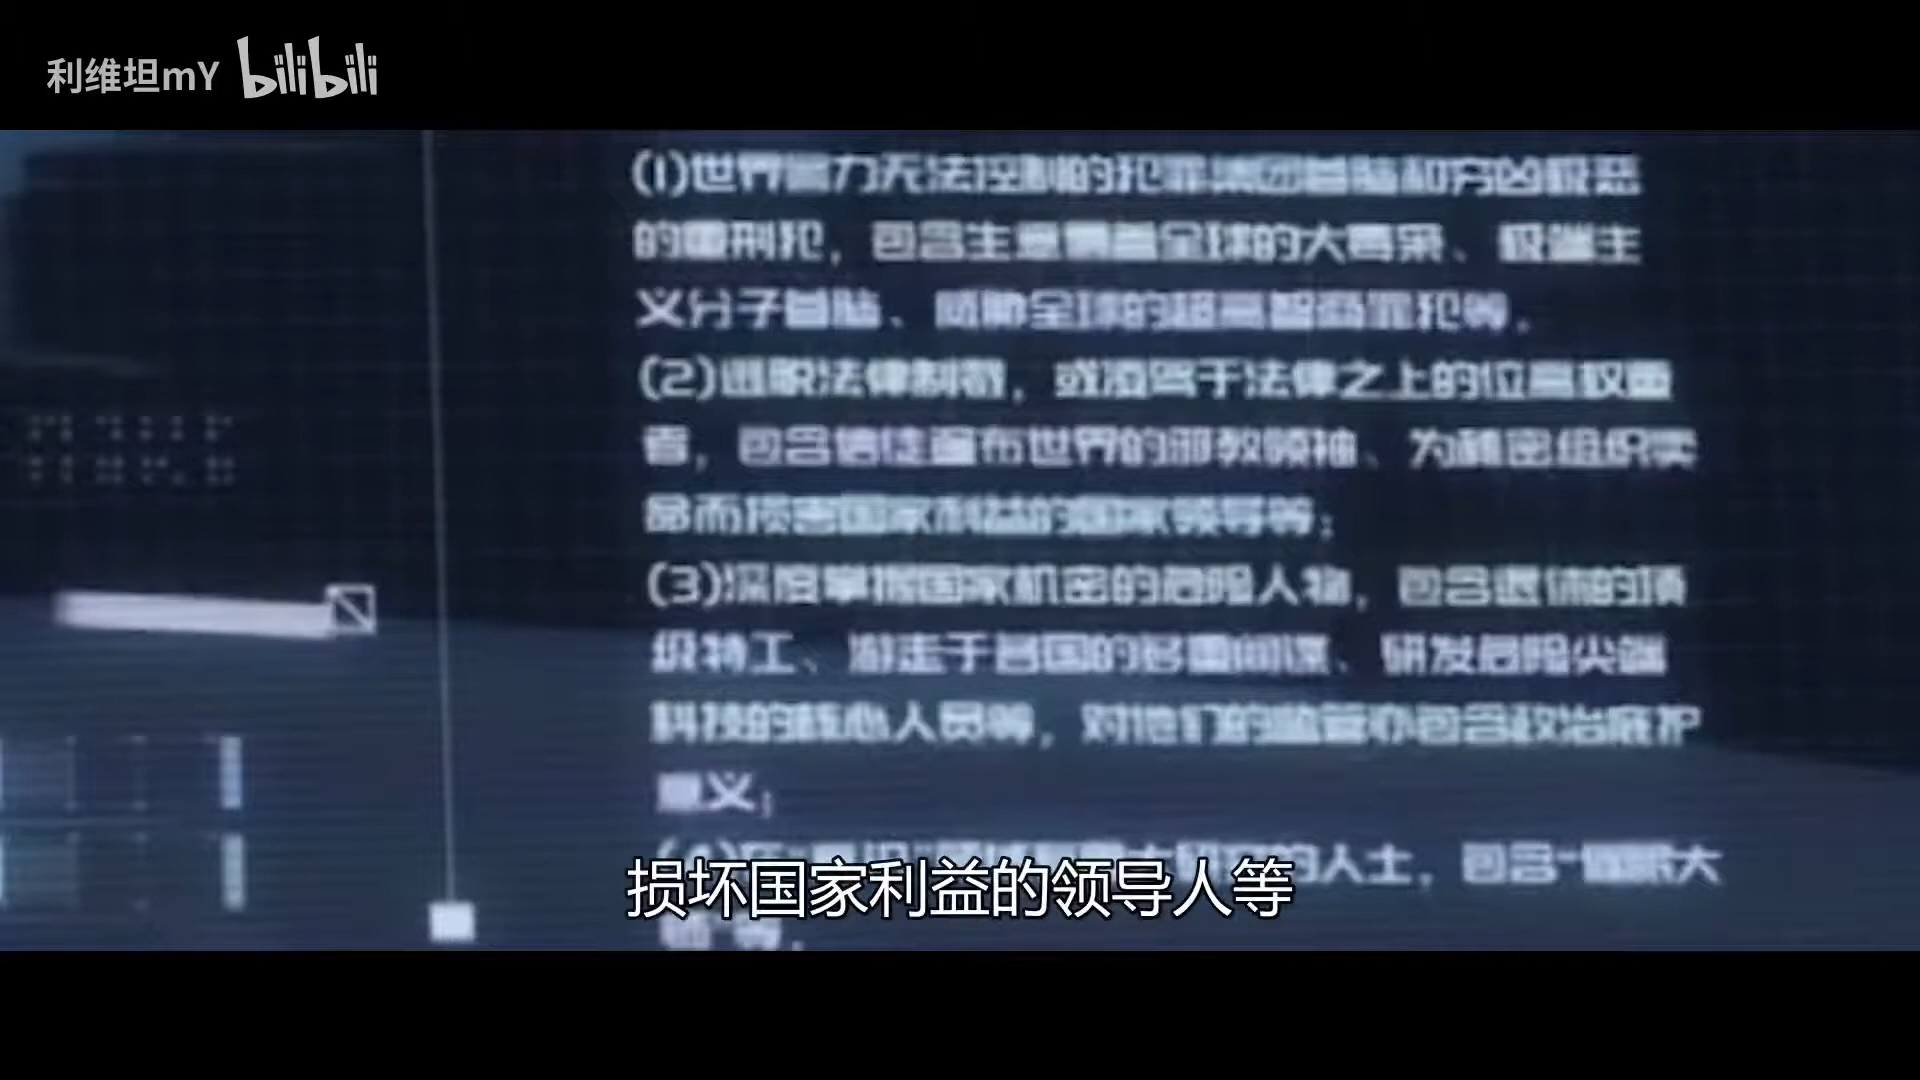 利维坦mY bilibili
(1)世界警力无法控制的犯罪集团首脑和穷凶极恶
的重刑犯，包含生意覆盖全球的大毒枭、极端主
义分子首脑、威胁全球的超高智商罪犯等，
(2)逃脱法律制裁，或凌驾于法律之上的位高权重
者，包含信徒遍布世界的邪教领袖、为秘密组织卖
命而损害国家利益的国家领导等；
(3)深度掌握国家机密的危险人物，包含退休的顶
级特工、游走于各国的多重间谍、研发危险尖端
科技的核心人员等，对他们的监管亦包含政治庇护
意义；
的人士，包含
损坏国家利益的领导人等